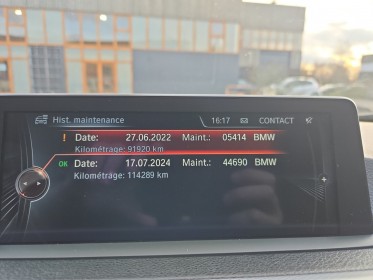 Hist. maintenance 16:17 CONTACT
! Date: 27.06.2022 Maint.: 05414 BMW
Kilométrage: 91920 km
OK Date: 17.07.2024 Maint.: 44690 BMW
Kilométrage: 114289 km